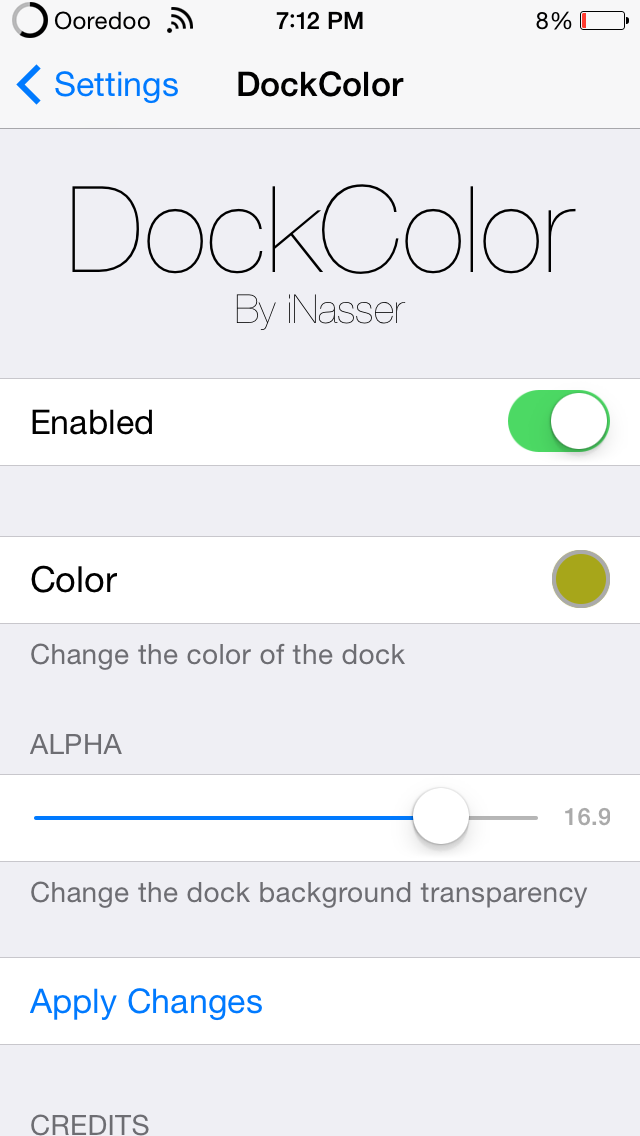 Ooredoo 7:12 PM 8%
Settings DockColor
DockColor
By iNasser
Enabled
Color
Change the color of the dock
ALPHA
16.9
Change the dock background transparency
Apply Changes
CREDITS